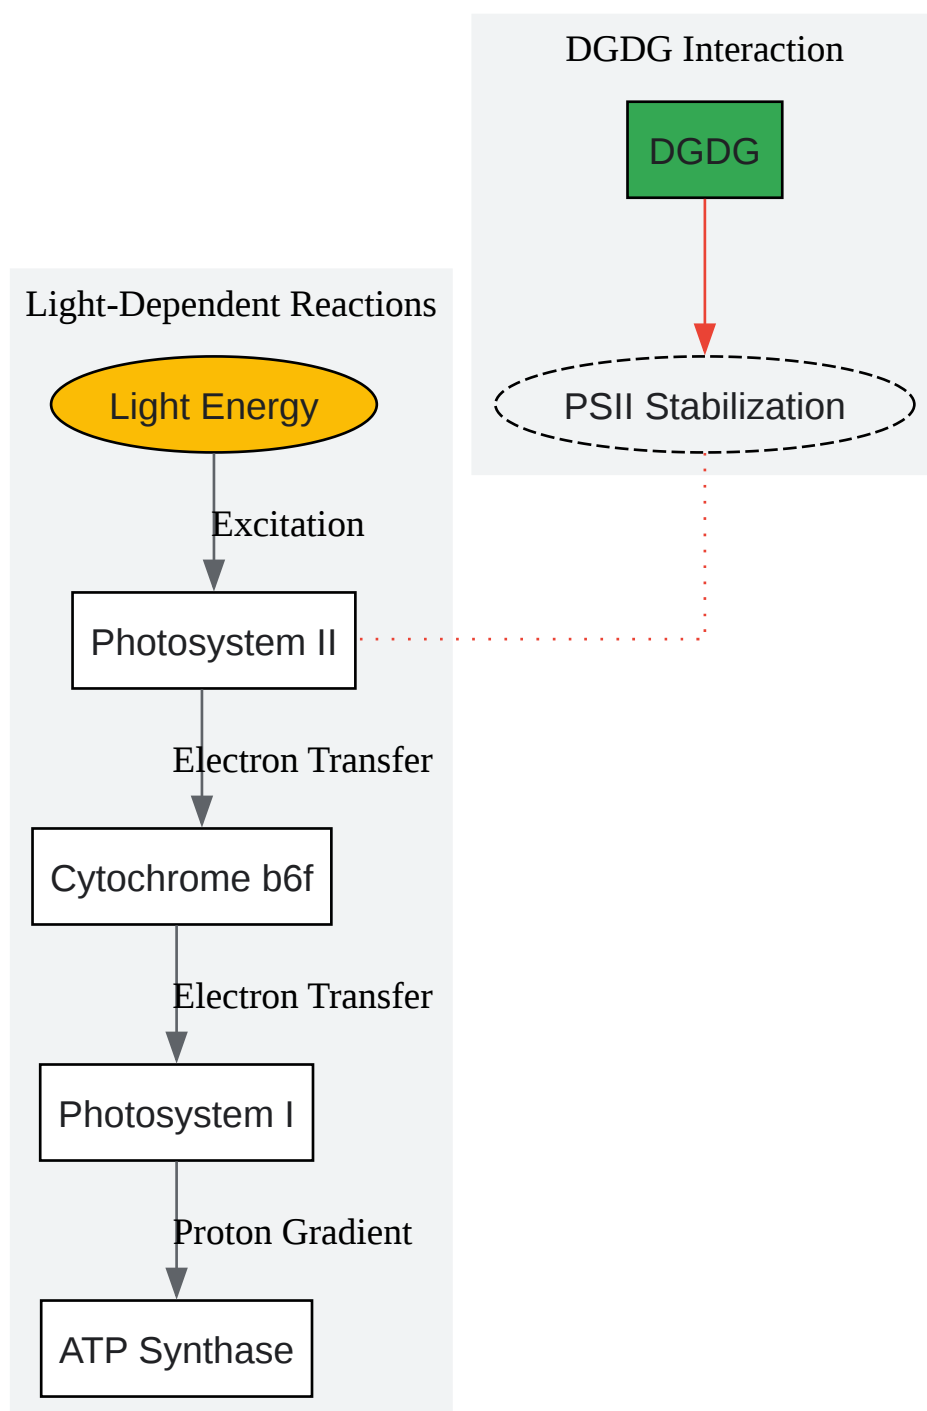 DGDG Interaction
DGDG
PSII Stabilization
Light-Dependent Reactions
Light Energy
Excitation
Photosystem II
Electron Transfer
Cytochrome b6f
Electron Transfer
Photosystem I
Proton Gradient
ATP Synthase